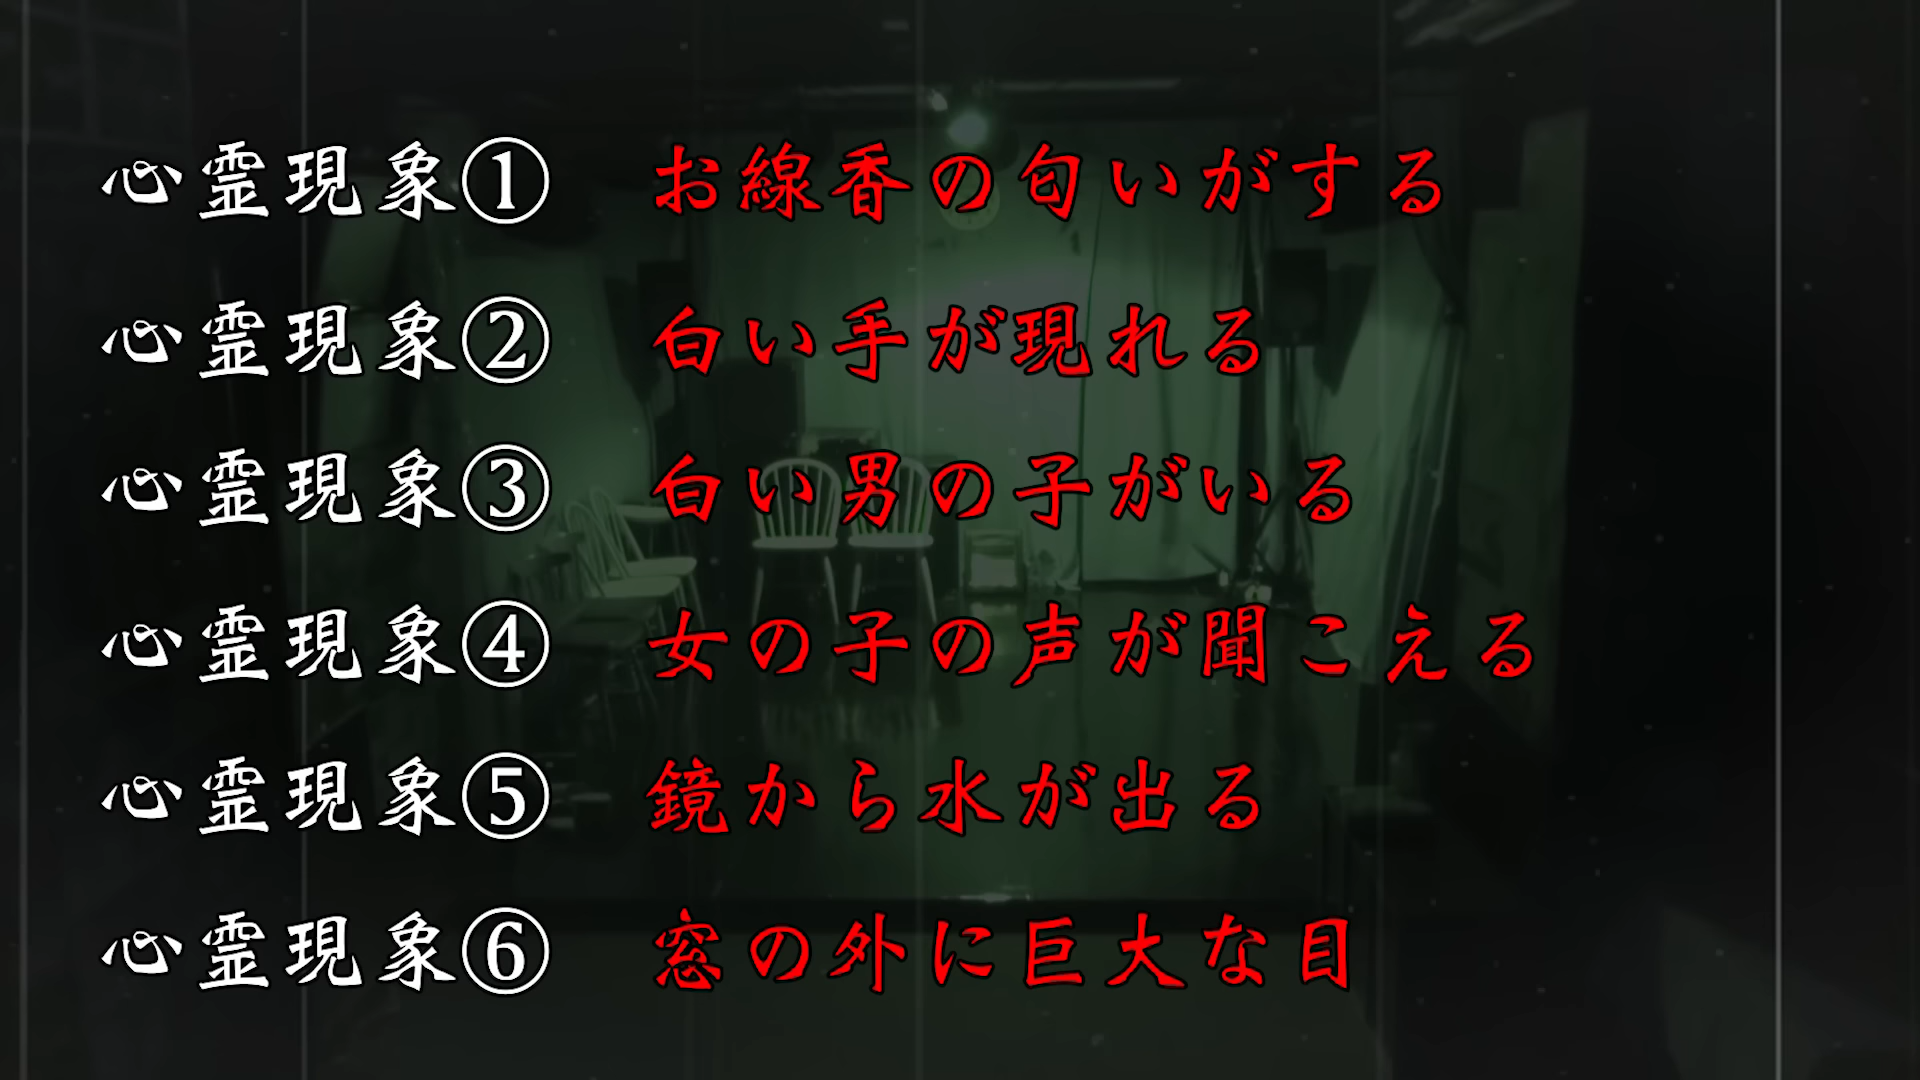 心霊現象① お線香の匂いがする
心霊現象② 白い手が現れる
心霊現象③ 白い男の子がいる
心霊現象④ 女の子の声が聞こえる
心霊現象⑤ 鏡から水が出る
心霊現象⑥ 窓の外に巨大な目